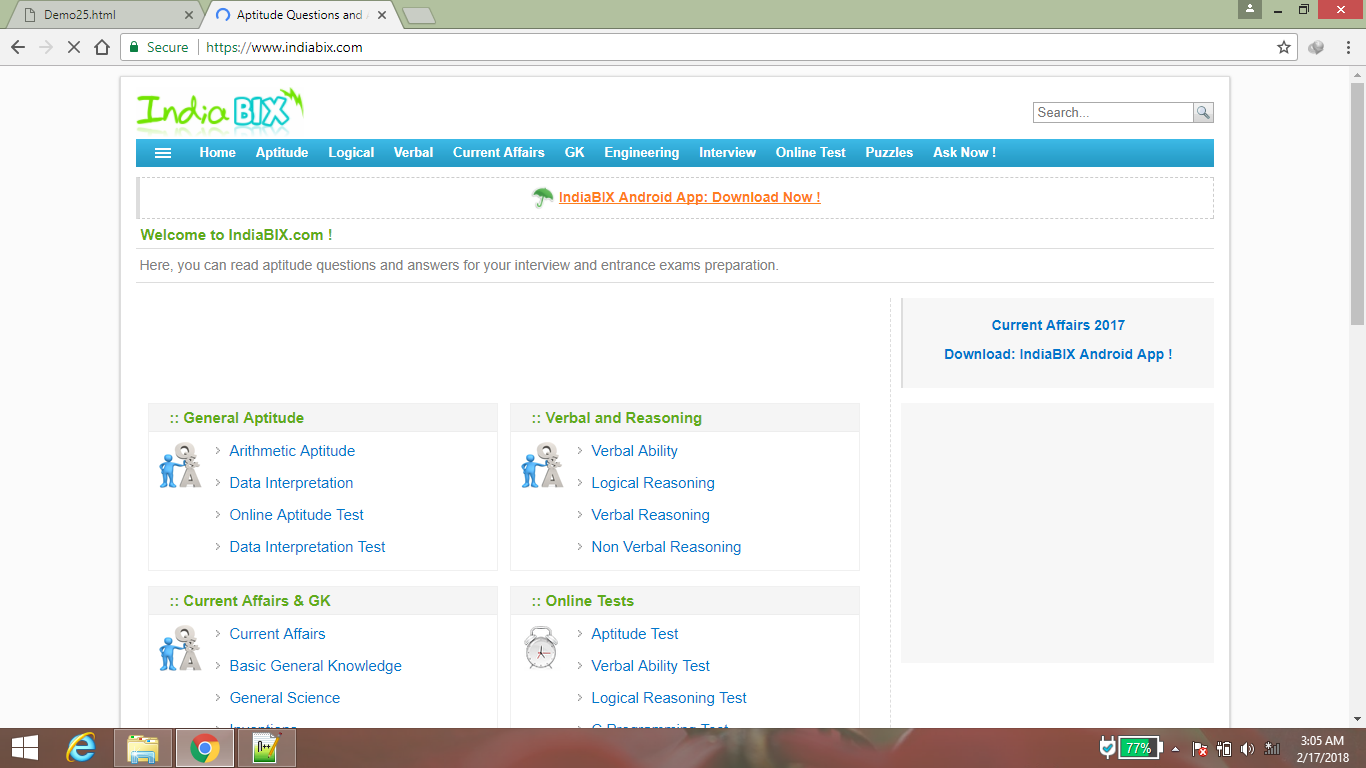 Demo25.html
Aptitude Questions and
Secure https://www.indiabix.com
India BIX
Search...
Home Aptitude Logical Verbal Current Affairs GK Engineering Interview Online Test Puzzles Ask Now !
IndiaBIX Android App: Download Now !
Welcome to IndiaBIX.com !
Here, you can read aptitude questions and answers for your interview and entrance exams preparation.
Current Affairs 2017
Download: IndiaBIX Android App !
:: General Aptitude
Arithmetic Aptitude
Data Interpretation
Online Aptitude Test
Data Interpretation Test
:: Verbal and Reasoning
Verbal Ability
Logical Reasoning
Verbal Reasoning
Non Verbal Reasoning
:: Current Affairs & GK
Current Affairs
Basic General Knowledge
General Science
Inventions
:: Online Tests
Aptitude Test
Verbal Ability Test
Logical Reasoning Test
C Programming Test
77%
3:05 AM
2/17/2018